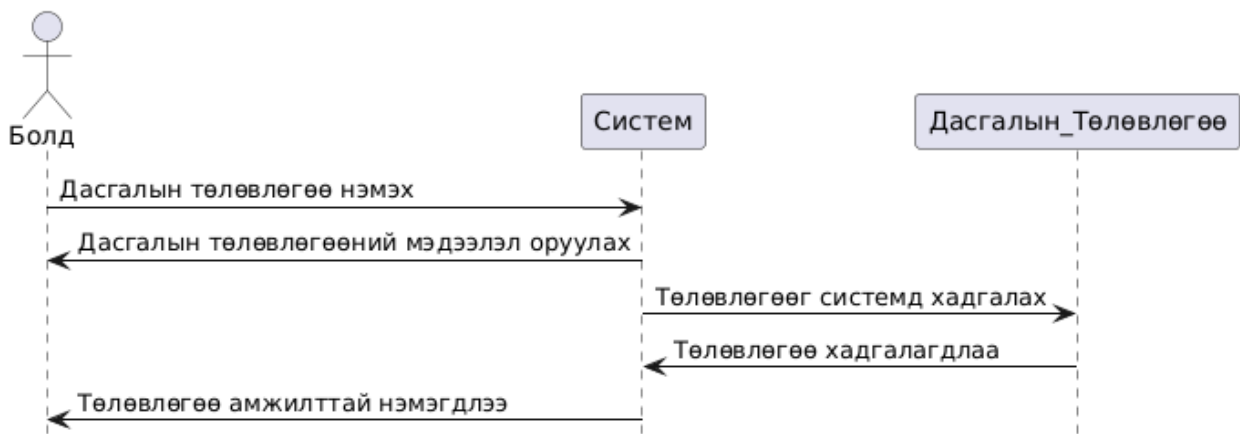 Болд
Систем
Дасгалын_Төлөвлөгөө
Дасгалын төлөвлөгөө нэмэх
Дасгалын төлөвлөгөөний мэдээлэл оруулах
Төлөвлөгөөг системд хадгалах
Төлөвлөгөө хадгалагдлаа
Төлөвлөгөө амжилттай нэмэгдлээ